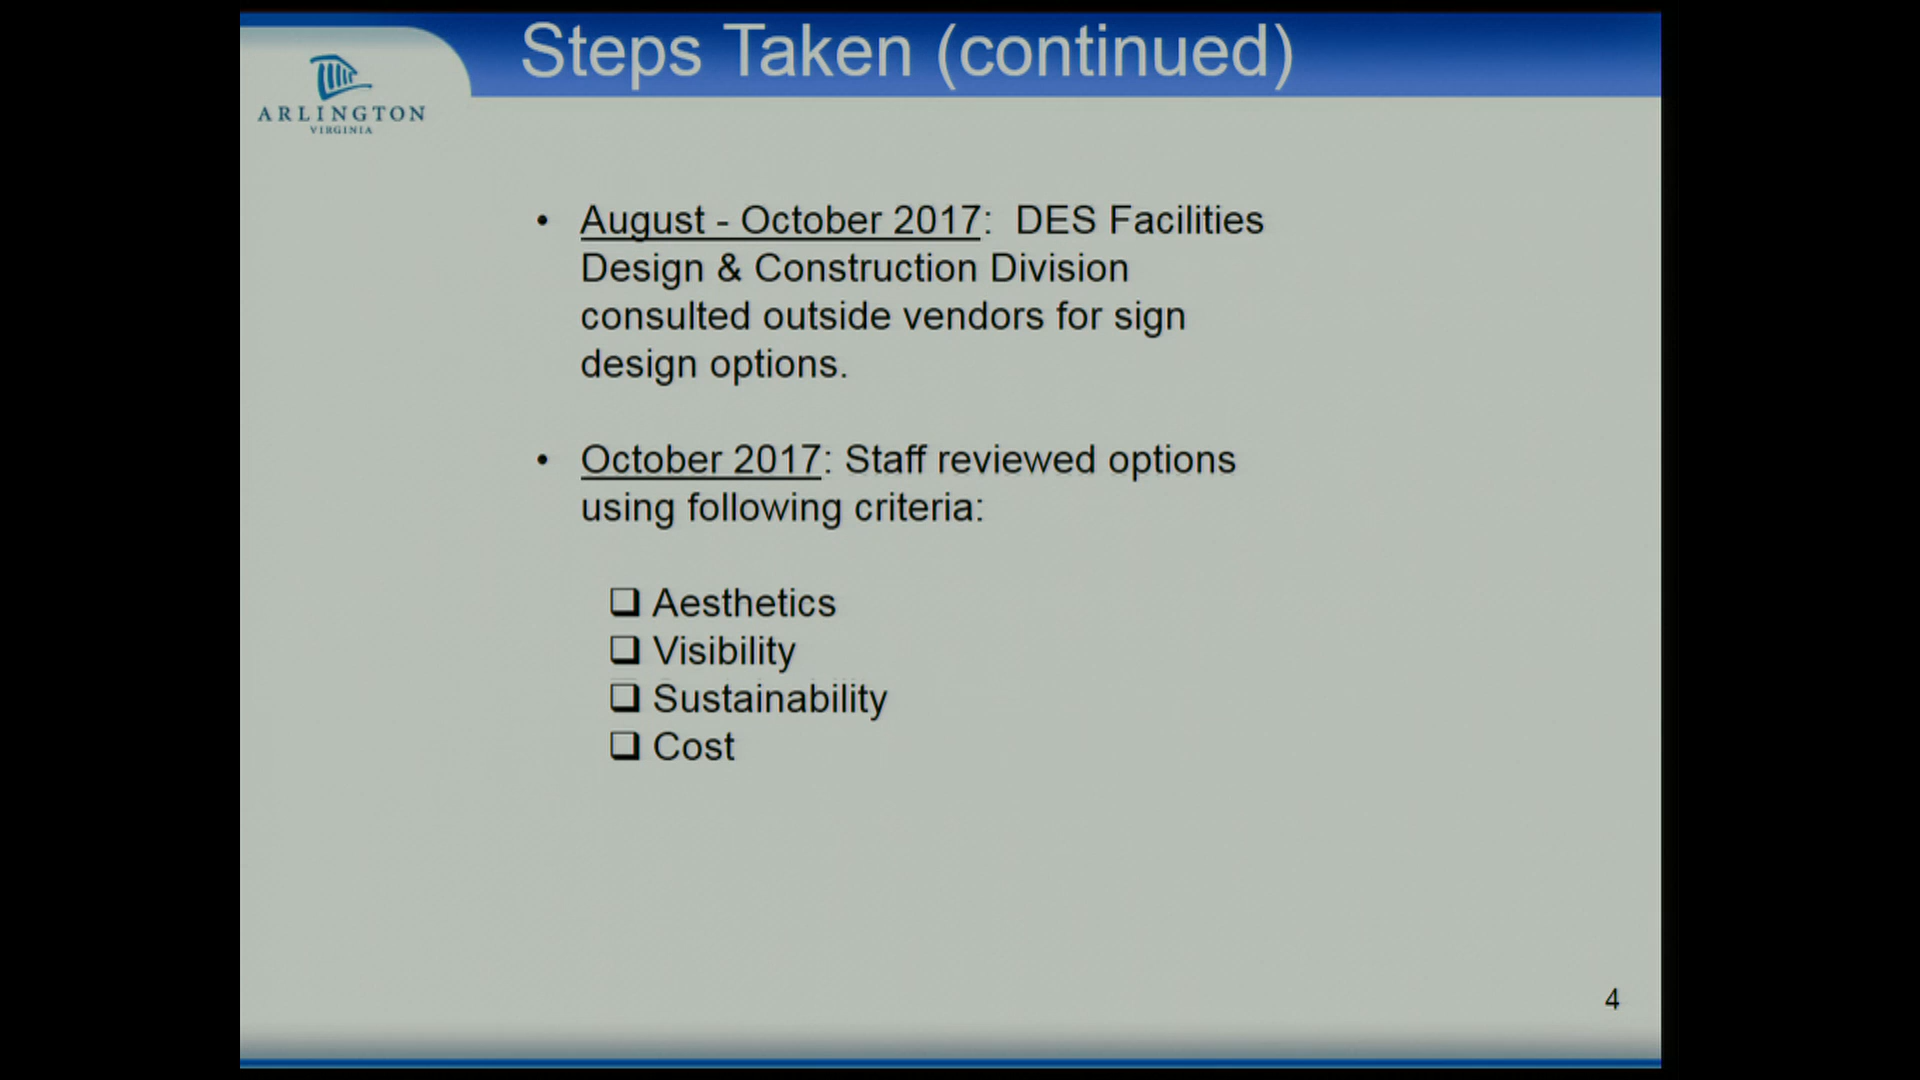 Steps Taken (continued)
ARLINGTON
VIRGINIA
• August - October 2017: DES Facilities
Design & Construction Division
consulted outside vendors for sign
design options.
• October 2017: Staff reviewed options
using following criteria:
❑ Aesthetics
❑ Visibility
❑ Sustainability
❑ Cost
4